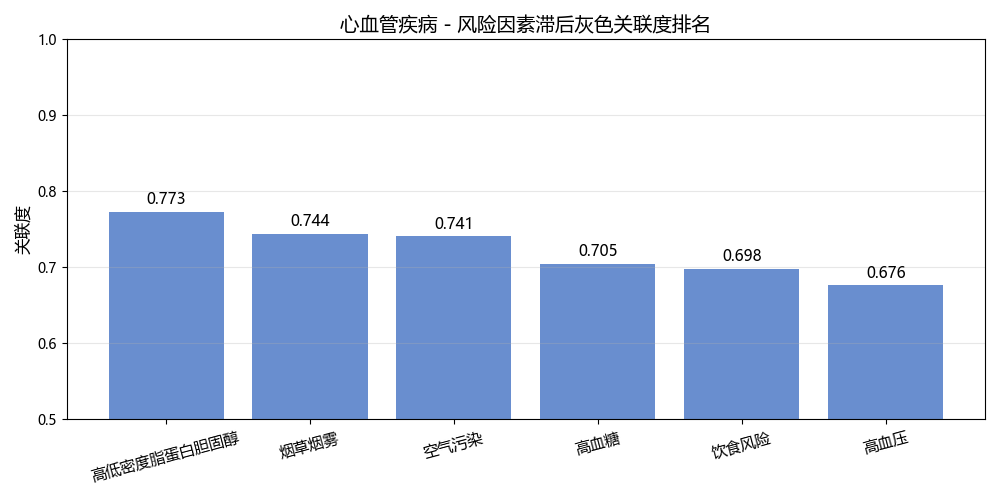 心血管疾病 - 风险因素滞后灰色关联度排名
1.0
0.9
0.8
0.7
0.6
0.5
关联度
0.773
0.744
0.741
0.705
0.698
0.676
高低密度脂蛋白胆固醇
烟草烟雾
空气污染
高血糖
饮食风险
高血压